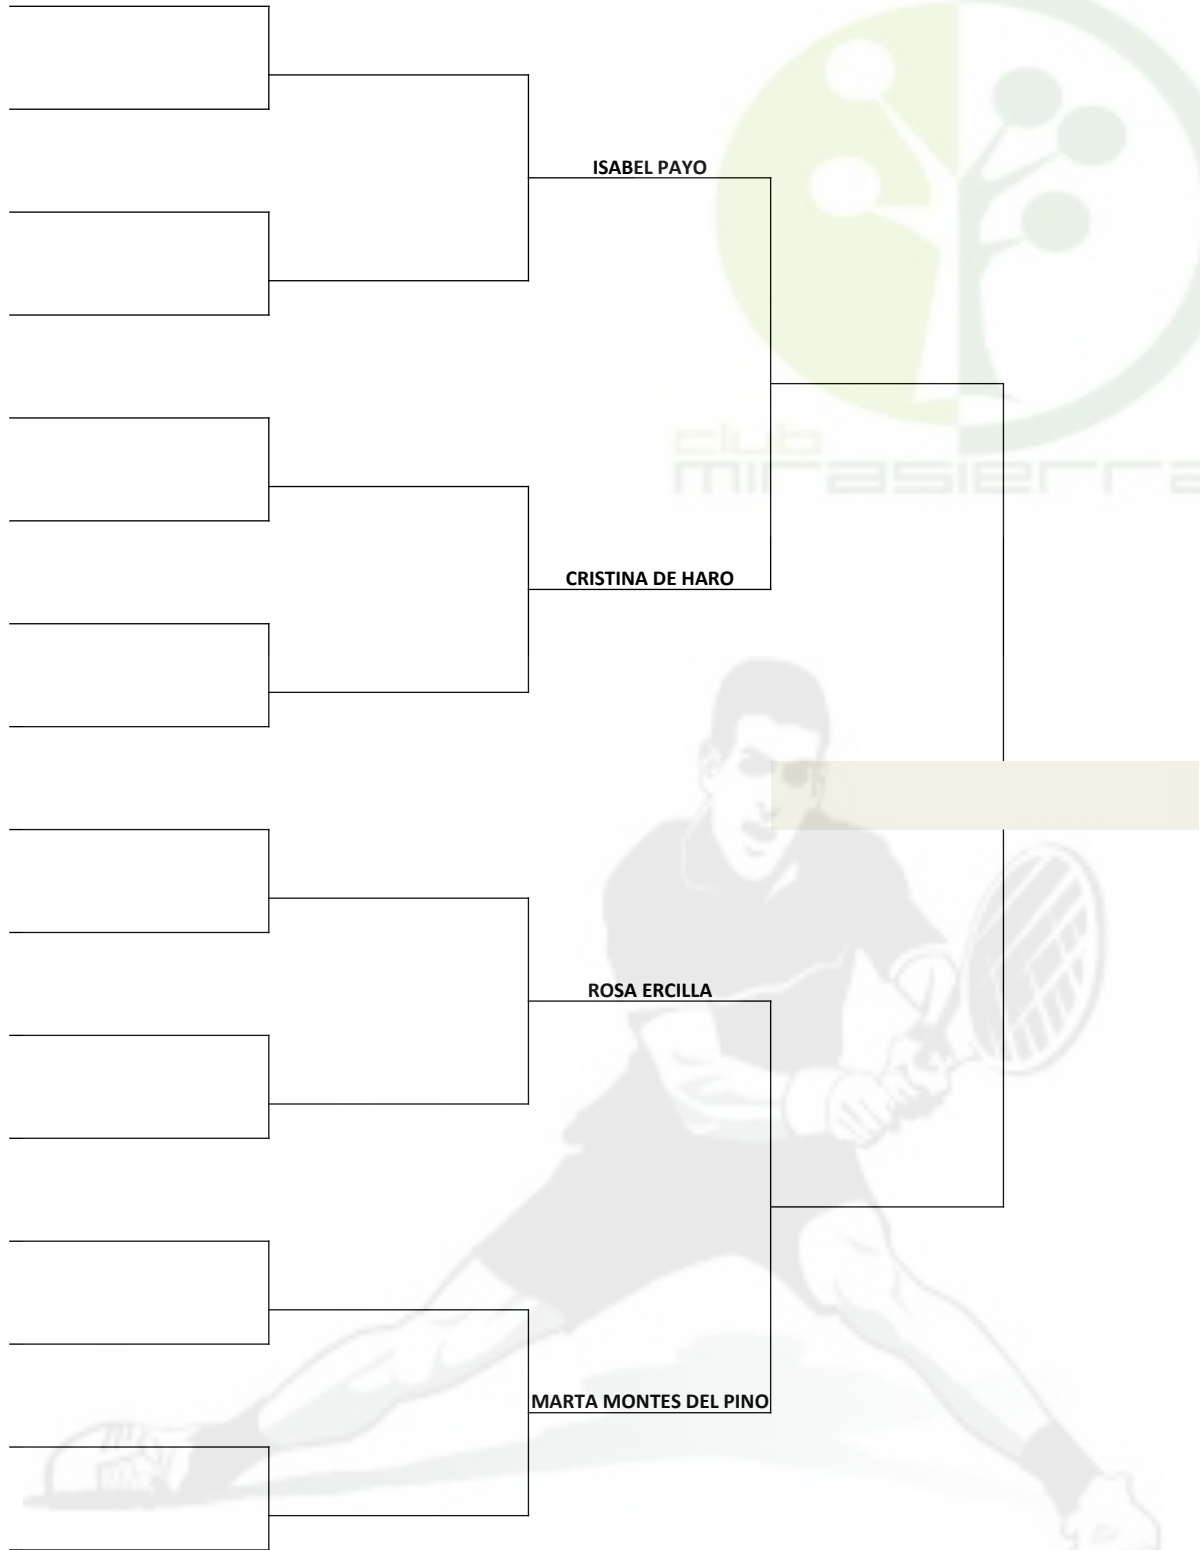 ISABEL PAYO
club
mirasierra
CRISTINA DE HARO
ROSA ERCILLA
MARTA MONTES DEL PINO